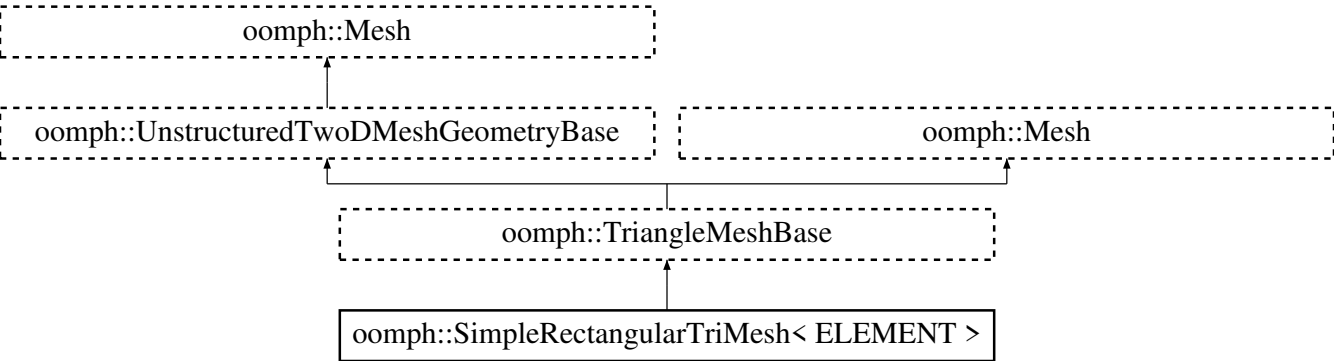 oomph::Mesh
oomph::UnstructuredTwoDMeshGeometryBase
oomph::Mesh
oomph::TriangleMeshBase
oomph::SimpleRectangularTriMesh< ELEMENT >